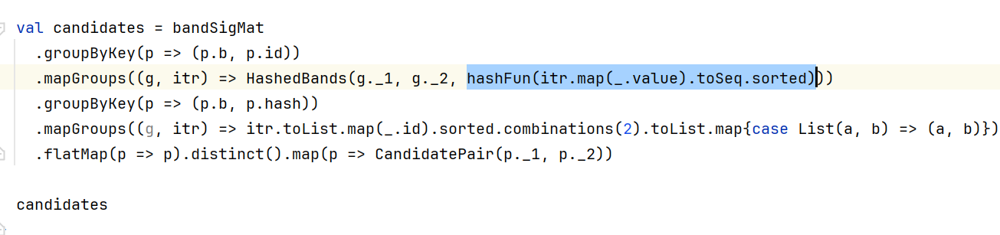 val candidates = bandSigMat
  .groupByKey(p => (p.b, p.id))
  .mapGroups((g, itr) => HashedBands(g._1, g._2, hashFun(itr.map(_.value).toSeq.sorted)))
  .groupByKey(p => (p.b, p.hash))
  .mapGroups((g, itr) => itr.toList.map(_.id).sorted.combinations(2).toList.map{case List(a, b) => (a, b)})
  .flatMap(p => p).distinct().map(p => CandidatePair(p._1, p._2))
candidates